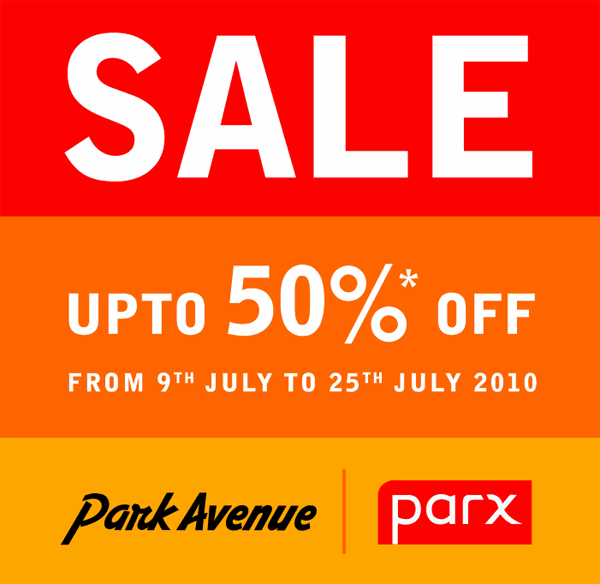 SALE
UPTO 50%* OFF
FROM 9TH JULY TO 25TH JULY 2010
Park Avenue
parx